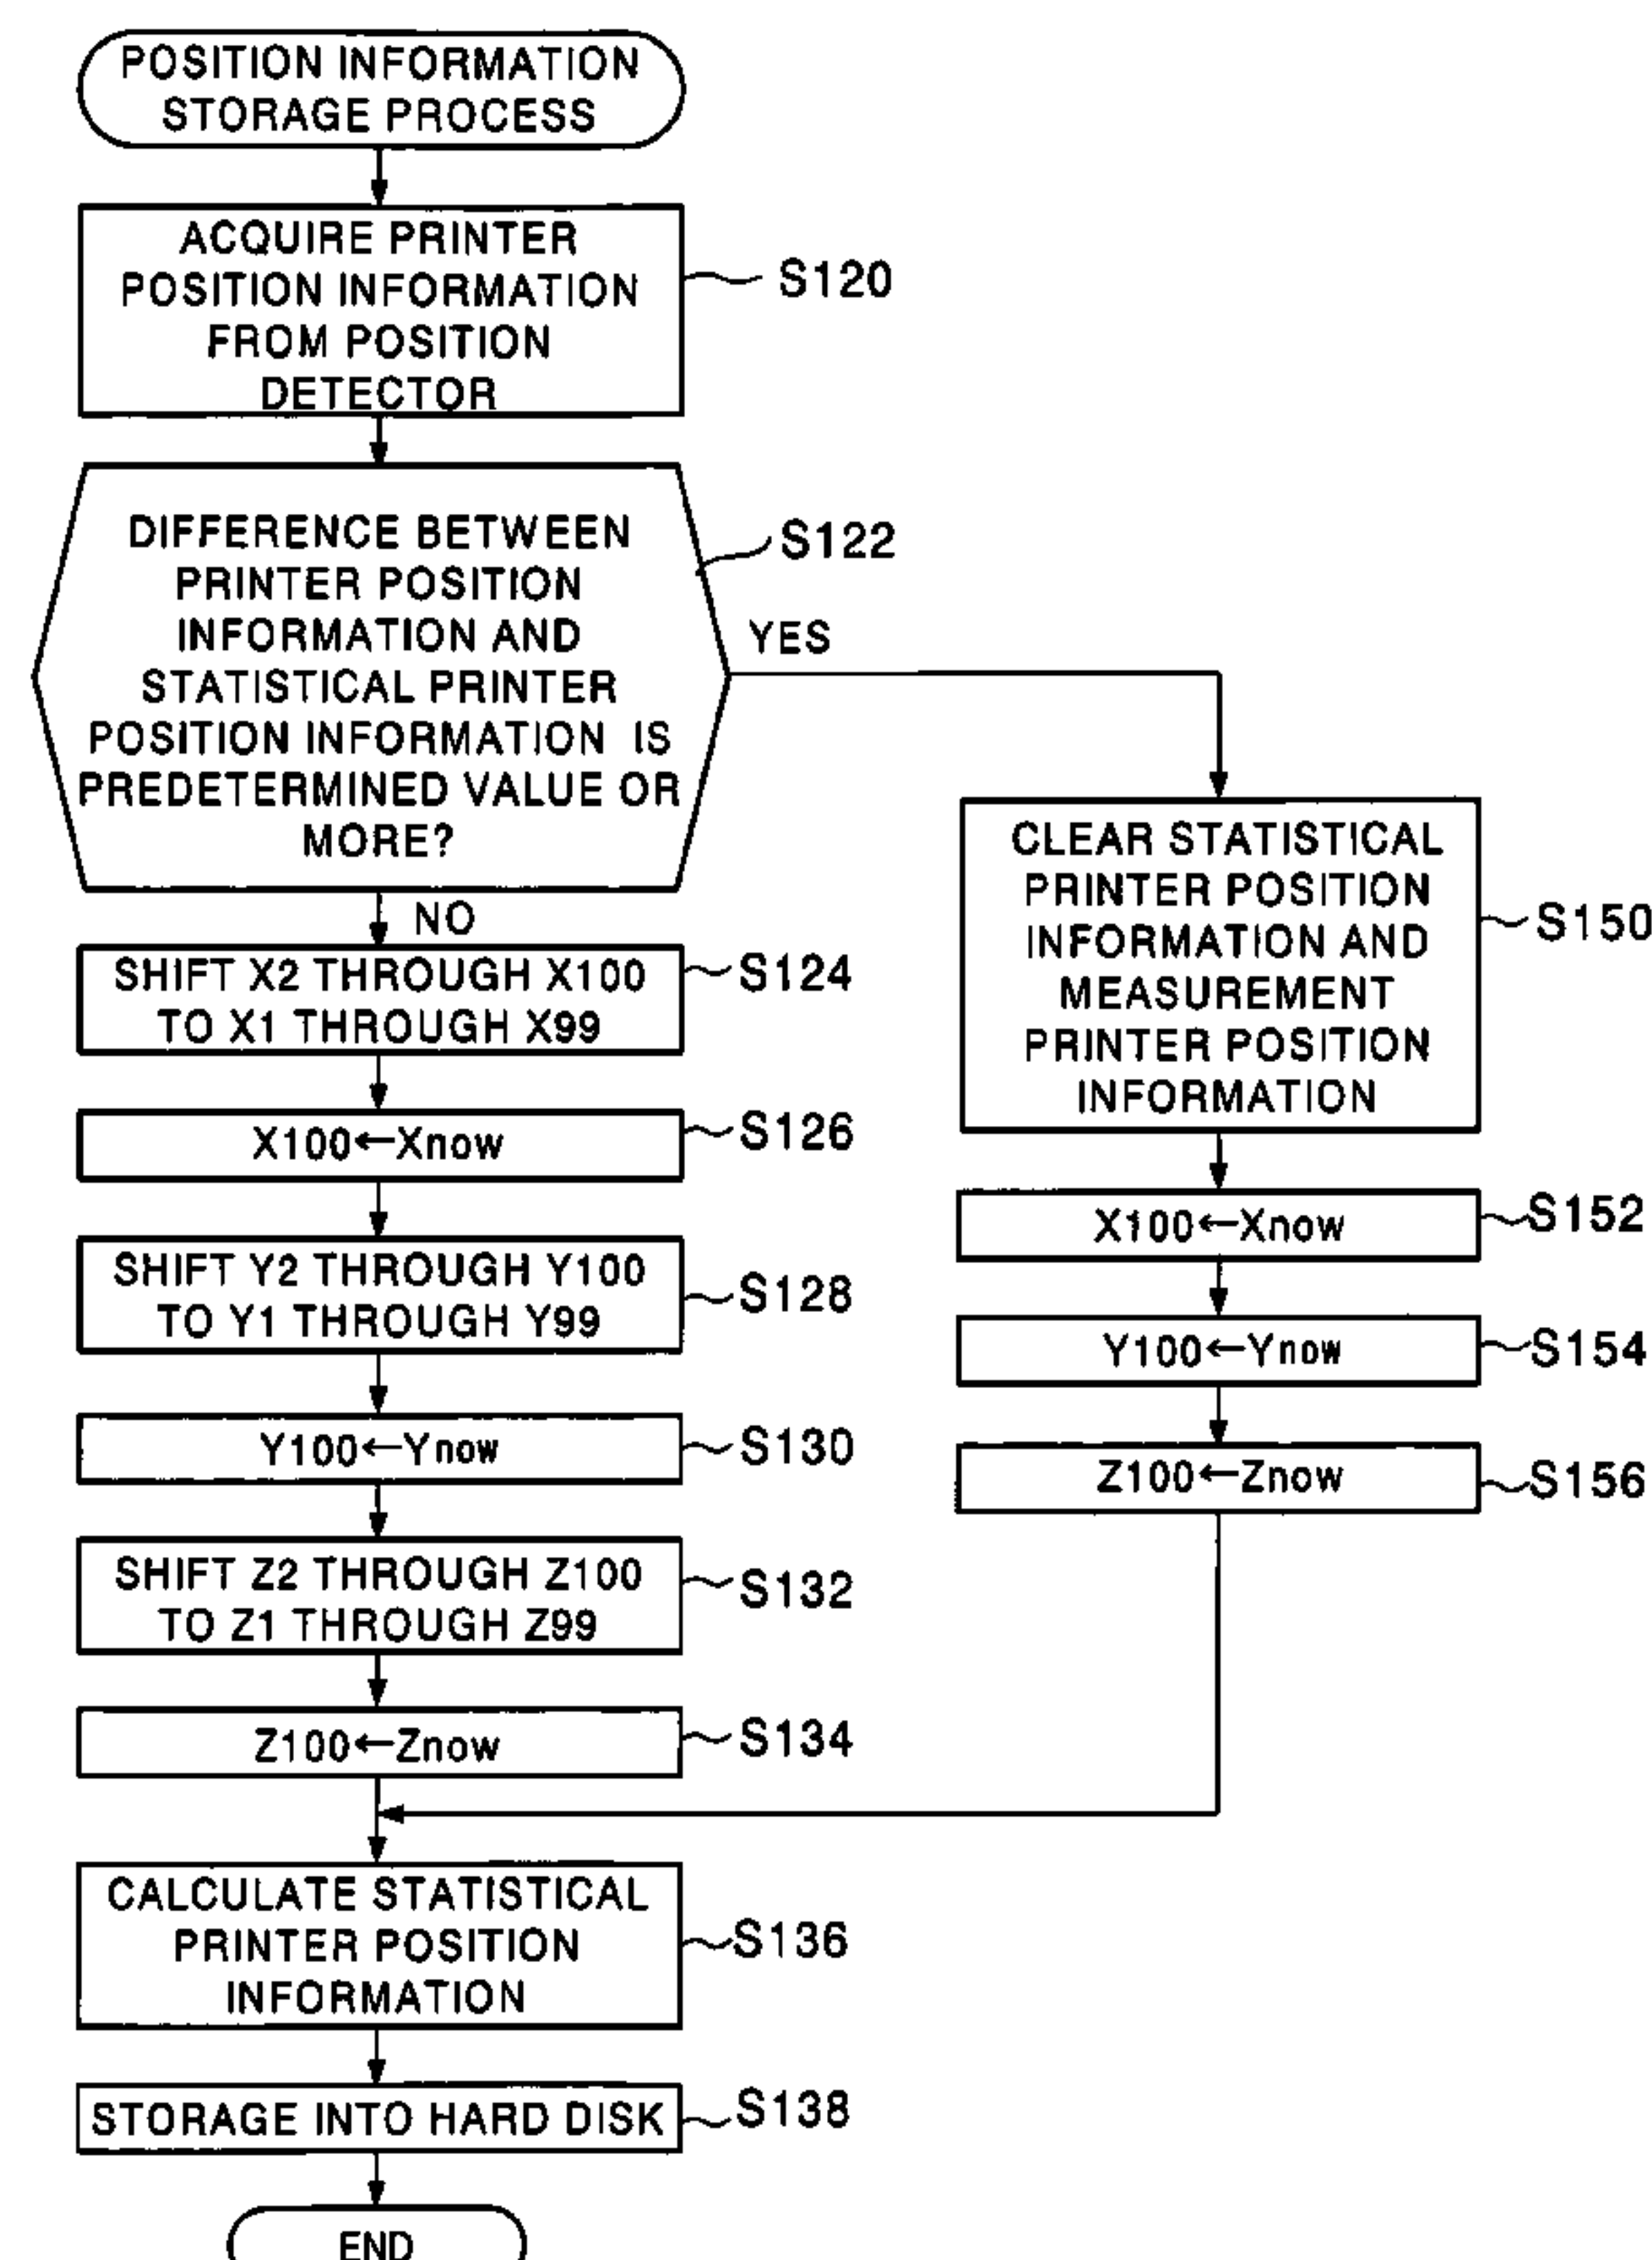 POSITION INFORMATION
STORAGE PROCESS
ACQUIRE PRINTER
POSITION INFORMATION
FROM POSITION
DETECTOR
S120
DIFFERENCE BETWEEN
PRINTER POSITION
INFORMATION AND
STATISTICAL PRINTER
POSITION INFORMATION IS
PREDETERMINED VALUE OR
MORE?
S122
YES
NO
SHIFT X2 THROUGH X100
TO X1 THROUGH X99
S124
X100←Xnow
S126
SHIFT Y2 THROUGH Y100
TO Y1 THROUGH Y99
S128
Y100←Ynow
S130
SHIFT Z2 THROUGH Z100
TO Z1 THROUGH Z99
S132
Z100←Znow
S134
CLEAR STATISTICAL
PRINTER POSITION
INFORMATION AND
MEASUREMENT
PRINTER POSITION
INFORMATION
S150
X100←Xnow
S152
Y100←Ynow
S154
Z100←Znow
S156
CALCULATE STATISTICAL
PRINTER POSITION
INFORMATION
S136
STORAGE INTO HARD DISK
S138
END